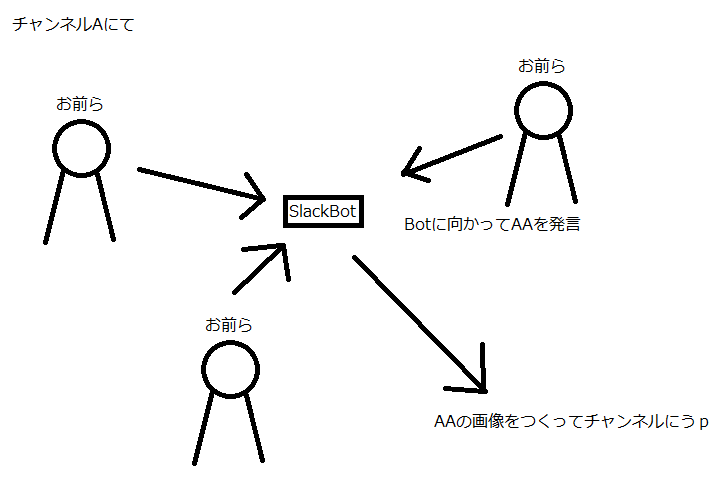 チャンネルAにて
お前ら
お前ら
SlackBot
Botに向かってAAを発言
お前ら
AAの画像をつくってチャンネルにうｐ